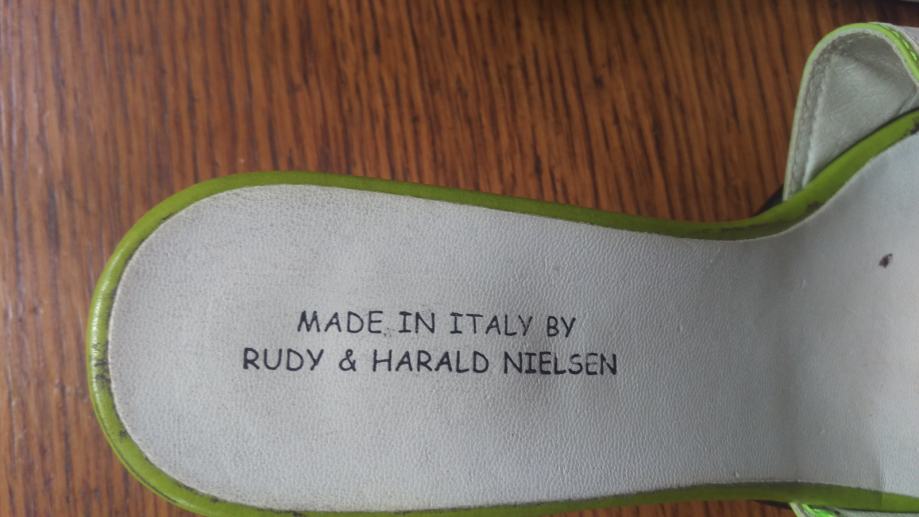 MADE IN ITALY BY
RUDY & HARALD NIELSEN